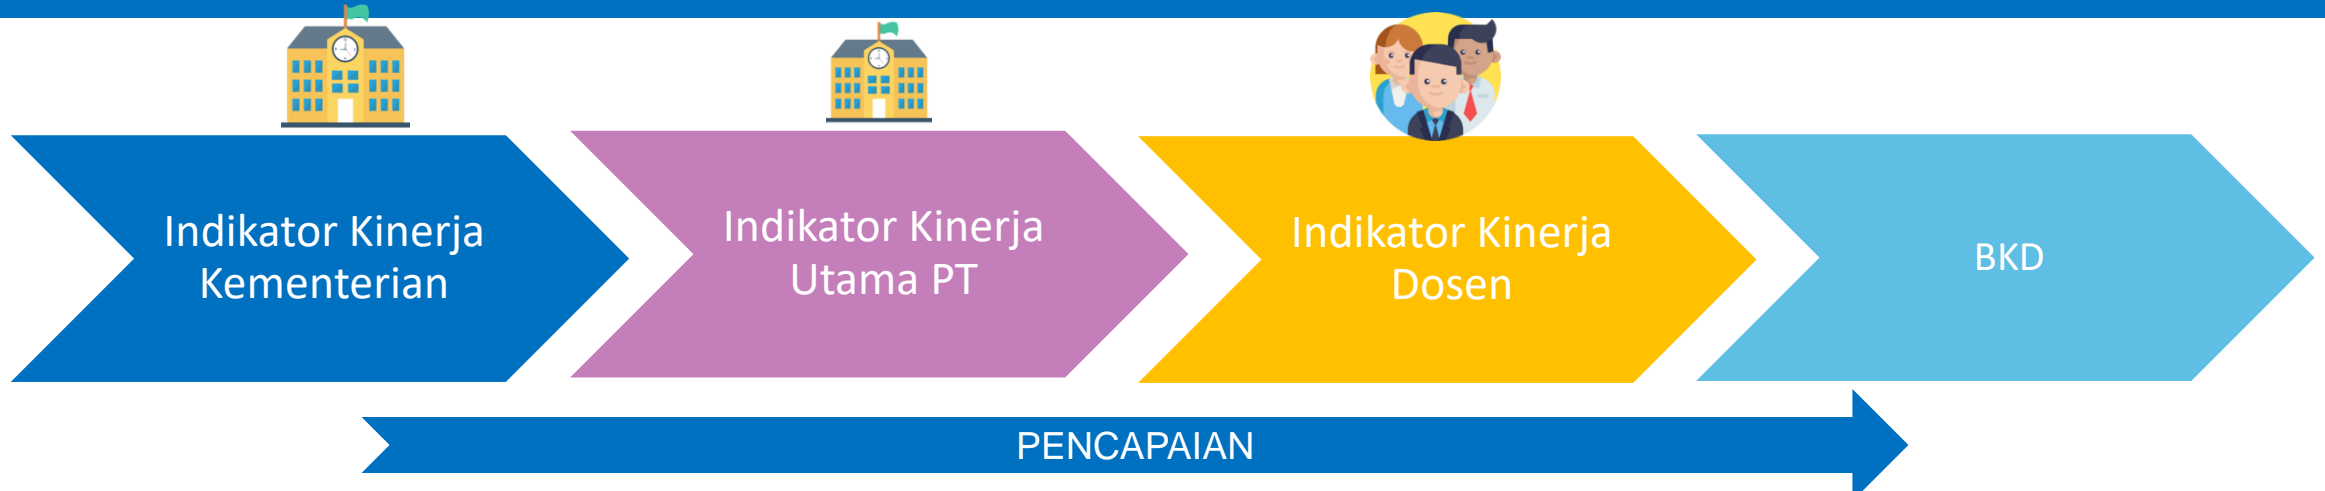 Indikator Kinerja
Kementerian
Indikator Kinerja
Utama PT
Indikator Kinerja
Dosen
BKD
PENCAPAIAN